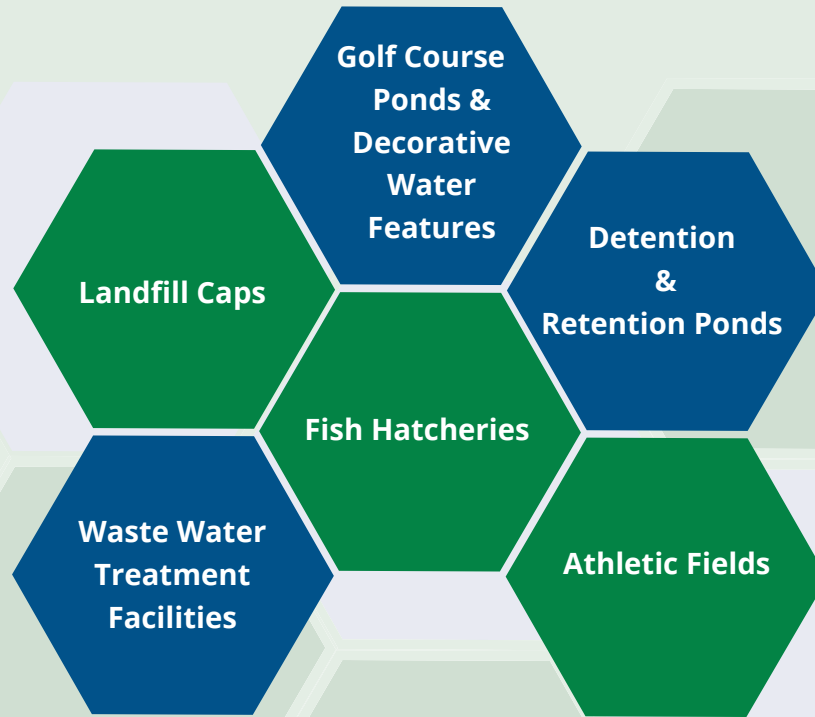 Golf Course
Ponds &
Decorative
Water
Features
Landfill Caps
Detention
&
Retention Ponds
Fish Hatcheries
Waste Water
Treatment
Facilities
Athletic Fields